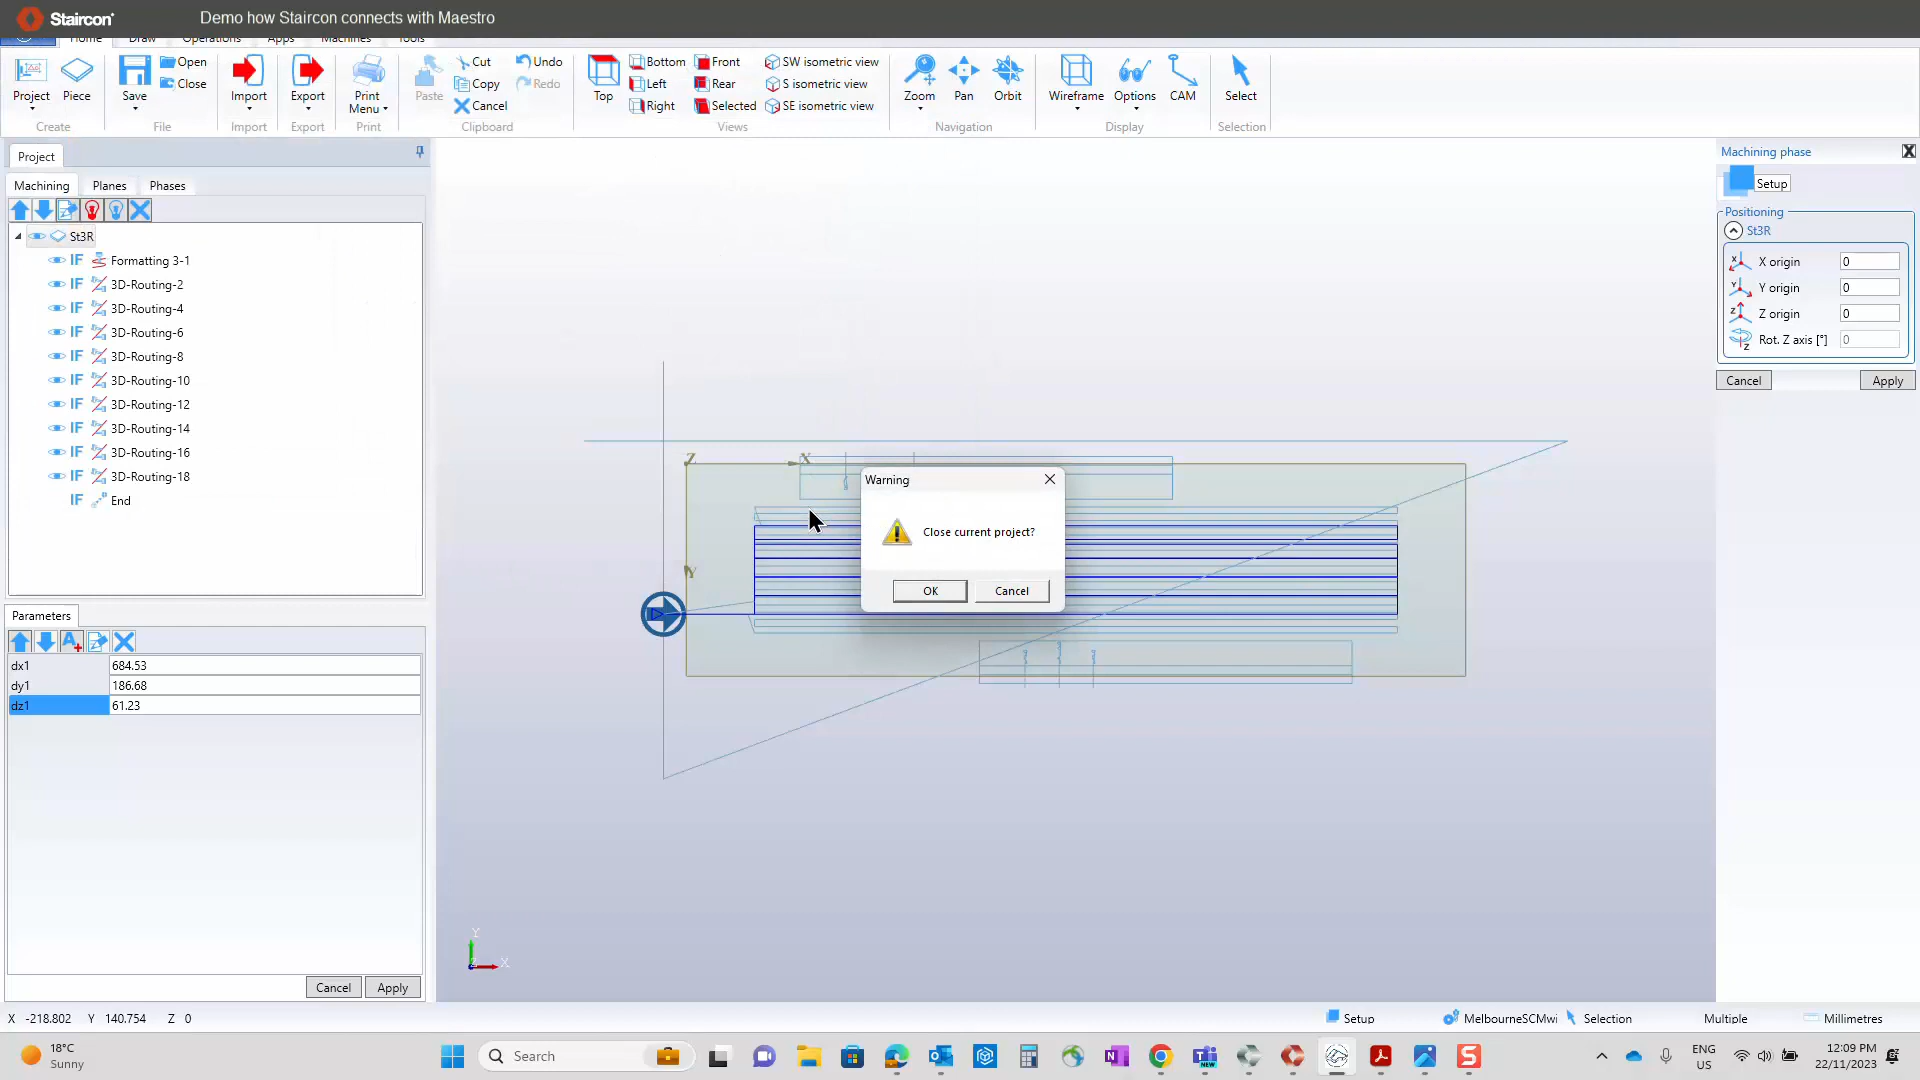 Staircon
Demo how Staircon connects with Maestro
Home Draw Operations Apps Machines Tools
Project
Piece
Create
Save
Open
Close
File
Import
Import
Export
Export
Print
Menu
Print
Paste
Cut
Copy
Cancel
Undo
Redo
Clipboard
Top
Bottom
Left
Right
Front
Rear
Selected
SW isometric view
S isometric view
SE isometric view
Views
Zoom
Pan
Orbit
Navigation
Wireframe
Options
CAM
Display
Select
Selection
Project
Machining Planes Phases
St3R
IF Formatting 3-1
IF 3D-Routing-2
IF 3D-Routing-4
IF 3D-Routing-6
IF 3D-Routing-8
IF 3D-Routing-10
IF 3D-Routing-12
IF 3D-Routing-14
IF 3D-Routing-16
IF 3D-Routing-18
IF End
Parameters
dx1 684.53
dy1 186.68
dz1 61.23
Cancel Apply
Z X
Y
Warning
Close current project?
OK Cancel
Y
X
Machining phase
Setup
Positioning
St3R
X origin 0
Y origin 0
Z origin 0
Rot. Z axis [°] 0
Cancel Apply
X -218.802 Y 140.754 Z 0
Setup MelbourneSCMwi Selection Multiple Millimetres
18°C
Sunny
Search
ENG
US
12:09 PM
22/11/2023